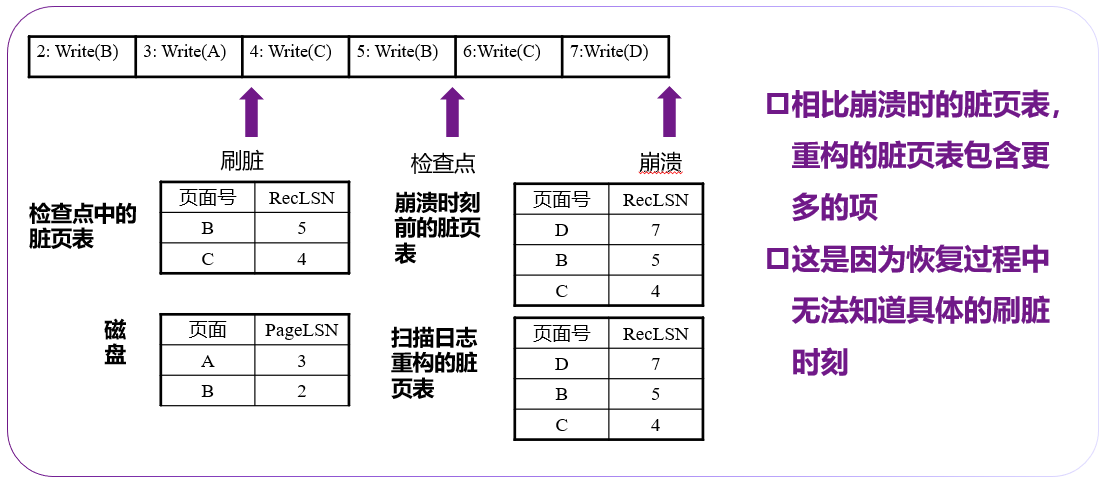 2: Write(B) 3: Write(A) 4: Write(C) 5: Write(B) 6:Write(C) 7:Write(D)
刷脏 检查点 崩溃
检查点中的
脏页表
页面号 RecLSN
B 5
C 4
崩溃时刻
前的脏页
表
页面号 RecLSN
D 7
B 5
C 4
磁
盘
页面 PageLSN
A 3
B 2
扫描日志
重构的脏
页表
页面号 RecLSN
D 7
B 5
C 4
相比崩溃时的脏页表,
重构的脏页表包含更
多的项
这是因为恢复过程中
无法知道具体的刷脏
时刻